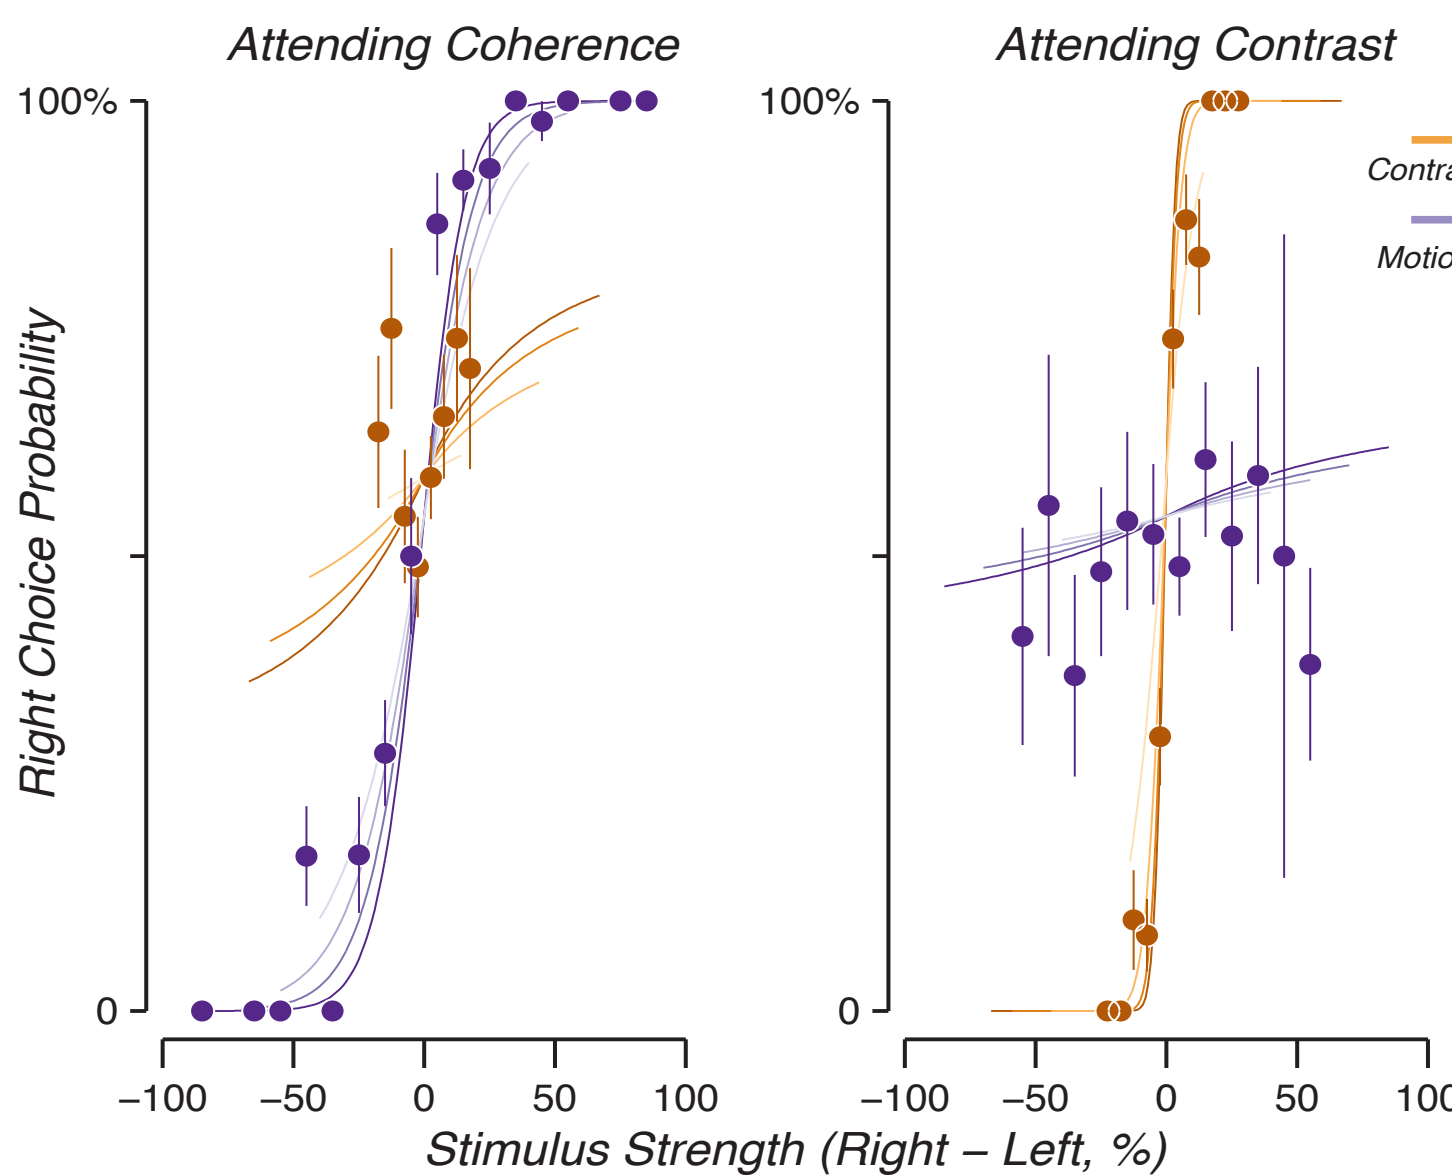 Attending Coherence
Attending Contrast
100%
100%
Right Choice Probability
0
0
−100 −50 0 50 100
−100 −50 0 50
Stimulus Strength (Right – Left, %)